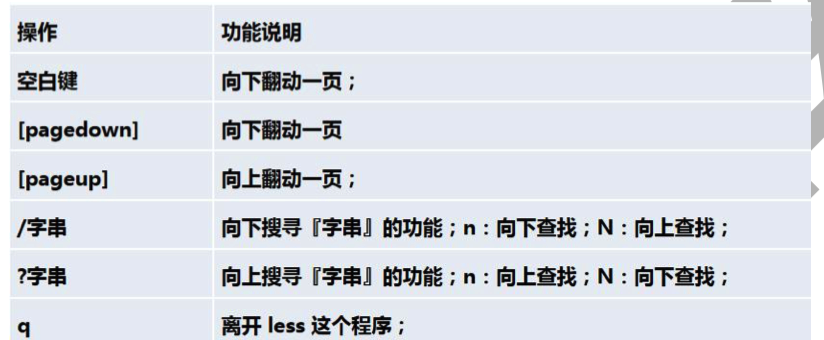 操作 功能说明
空白键 向下翻动一页；
[pagedown] 向下翻动一页
[pageup] 向上翻动一页；
/字串 向下搜寻『字串』的功能；n：向下查找；N：向上查找；
?字串 向上搜寻『字串』的功能；n：向上查找；N：向下查找；
q 离开 less 这个程序；